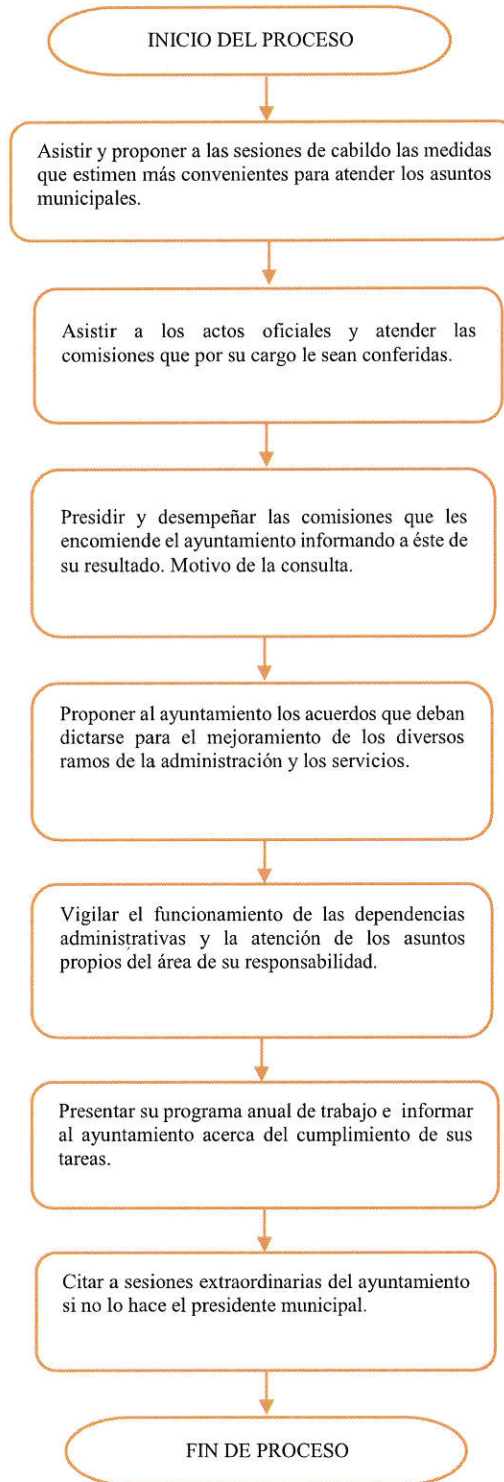 INICIO DEL PROCESO
Asistir y proponer a las sesiones de cabildo las medidas
que estimen más convenientes para atender los asuntos
municipales.
Asistir a los actos oficiales y atender las
comisiones que por su cargo le sean conferidas.
Presidir y desempeñar las comisiones que les
encomiende el ayuntamiento informando a éste de
su resultado. Motivo de la consulta.
Proponer al ayuntamiento los acuerdos que deban
dictarse para el mejoramiento de los diversos
ramos de la administración y los servicios.
Vigilar el funcionamiento de las dependencias
administrativas y la atención de los asuntos
propios del área de su responsabilidad.
Presentar su programa anual de trabajo e informar
al ayuntamiento acerca del cumplimiento de sus
tareas.
Citar a sesiones extraordinarias del ayuntamiento
si no lo hace el presidente municipal.
FIN DE PROCESO